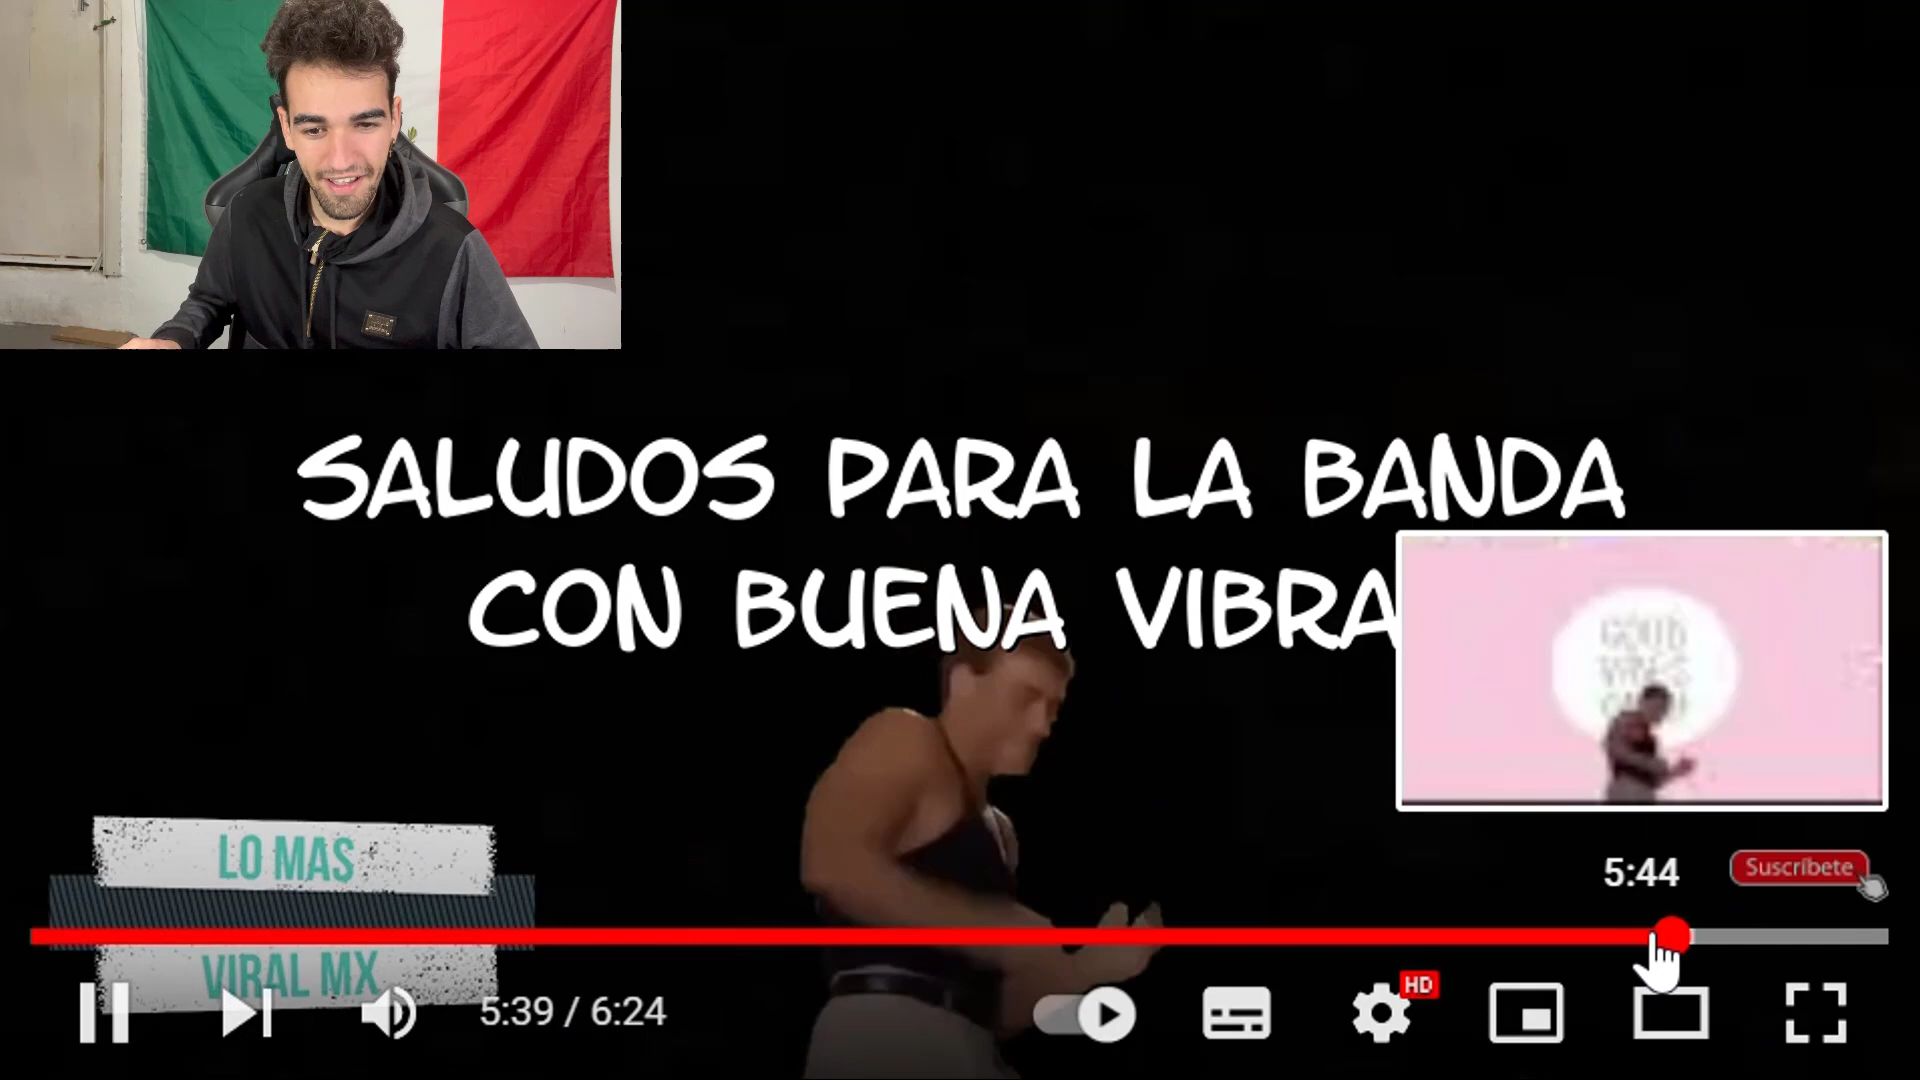 SALUDOS PARA LA BANDA
CON BUENA VIBRA
LO MAS
VIRAL MX
5:44
Suscríbete
5:39 / 6:24
HD